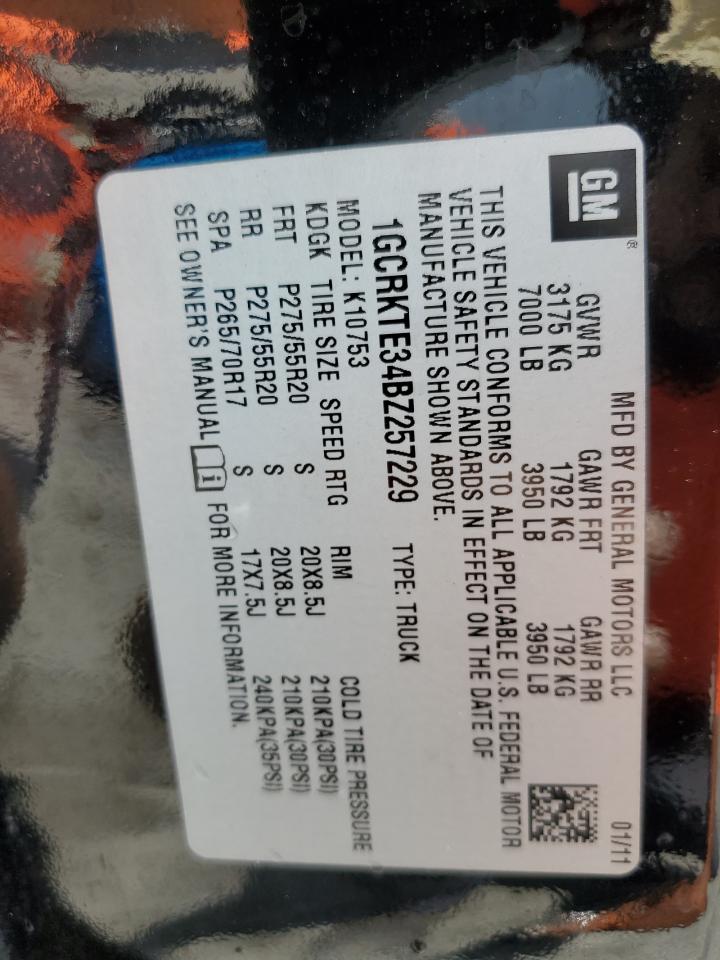 GM ®
MFD BY GENERAL MOTORS LLC 01/11
GVWR GAWR FRT GAWR RR
3175 KG 1792 KG 1792 KG
7000 LB 3950 LB 3950 LB
THIS VEHICLE CONFORMS TO ALL APPLICABLE U.S. FEDERAL MOTOR
VEHICLE SAFETY STANDARDS IN EFFECT ON THE DATE OF
MANUFACTURE SHOWN ABOVE.
1GCRKTE34BZ257229 TYPE: TRUCK
MODEL: K10753
KDGK TIRE SIZE SPEED RTG RIM COLD TIRE PRESSURE
FRT P275/55R20 S 20X8.5J 210KPA(30PSI)
RR P275/55R20 S 20X8.5J 210KPA(30PSI)
SPA P265/70R17 S 17X7.5J 240KPA(35PSI)
SEE OWNER'S MANUAL i FOR MORE INFORMATION.